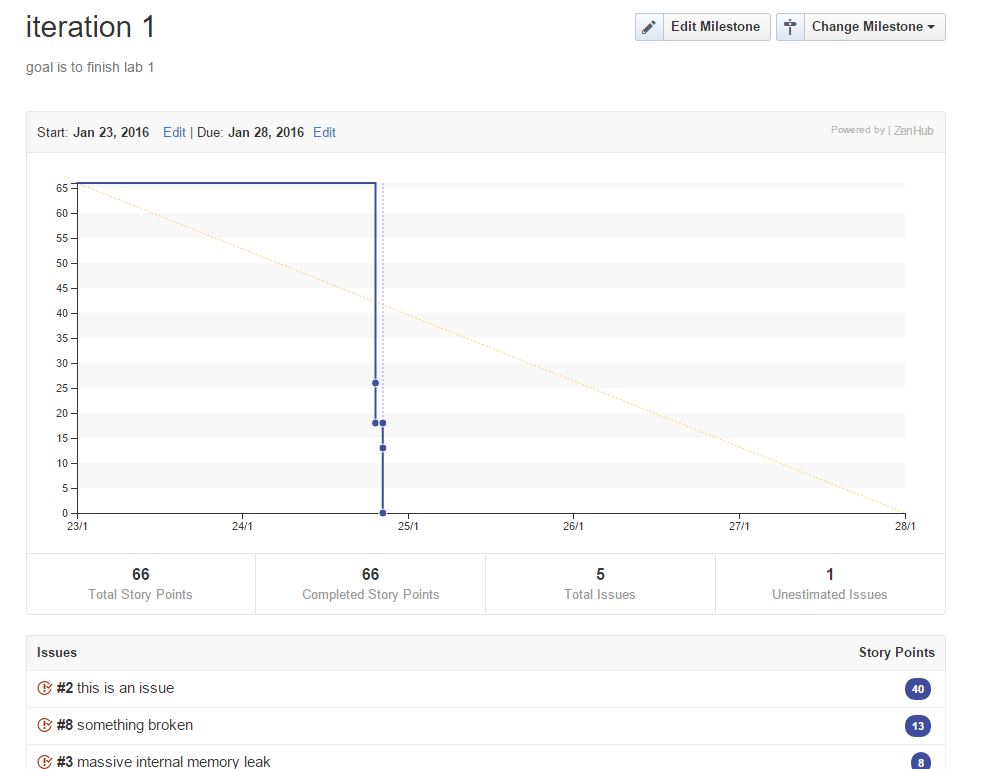 iteration 1
Edit Milestone
Change Milestone
goal is to finish lab 1
Start: Jan 23, 2016 Edit | Due: Jan 28, 2016 Edit
Powered by | ZenHub
65
60
55
50
45
40
35
30
25
20
15
10
5
0
23/1 24/1 25/1 26/1 27/1 28/1
66 66 5 1
Total Story Points Completed Story Points Total Issues Unestimated Issues
Issues Story Points
#2 this is an issue 40
#8 something broken 13
#3 massive internal memory leak 8